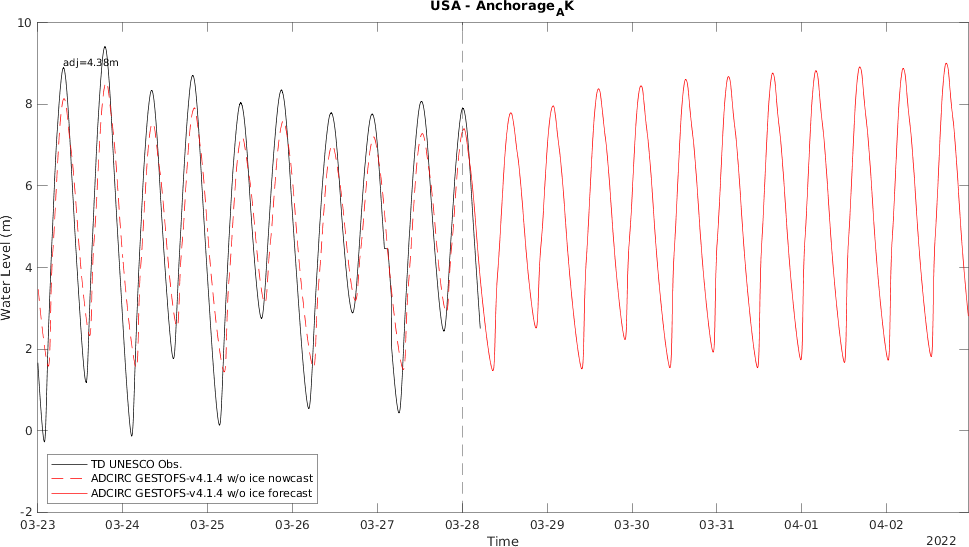 USA - Anchorage_AK
10
adj=4.38m
8
6
4
2
0
-2
Water Level (m)
TD UNESCO Obs.
ADCIRC GESTOFS-v4.1.4 w/o ice nowcast
ADCIRC GESTOFS-v4.1.4 w/o ice forecast
03-23 03-24 03-25 03-26 03-27 03-28 03-29 03-30 03-31 04-01 04-02
Time
2022